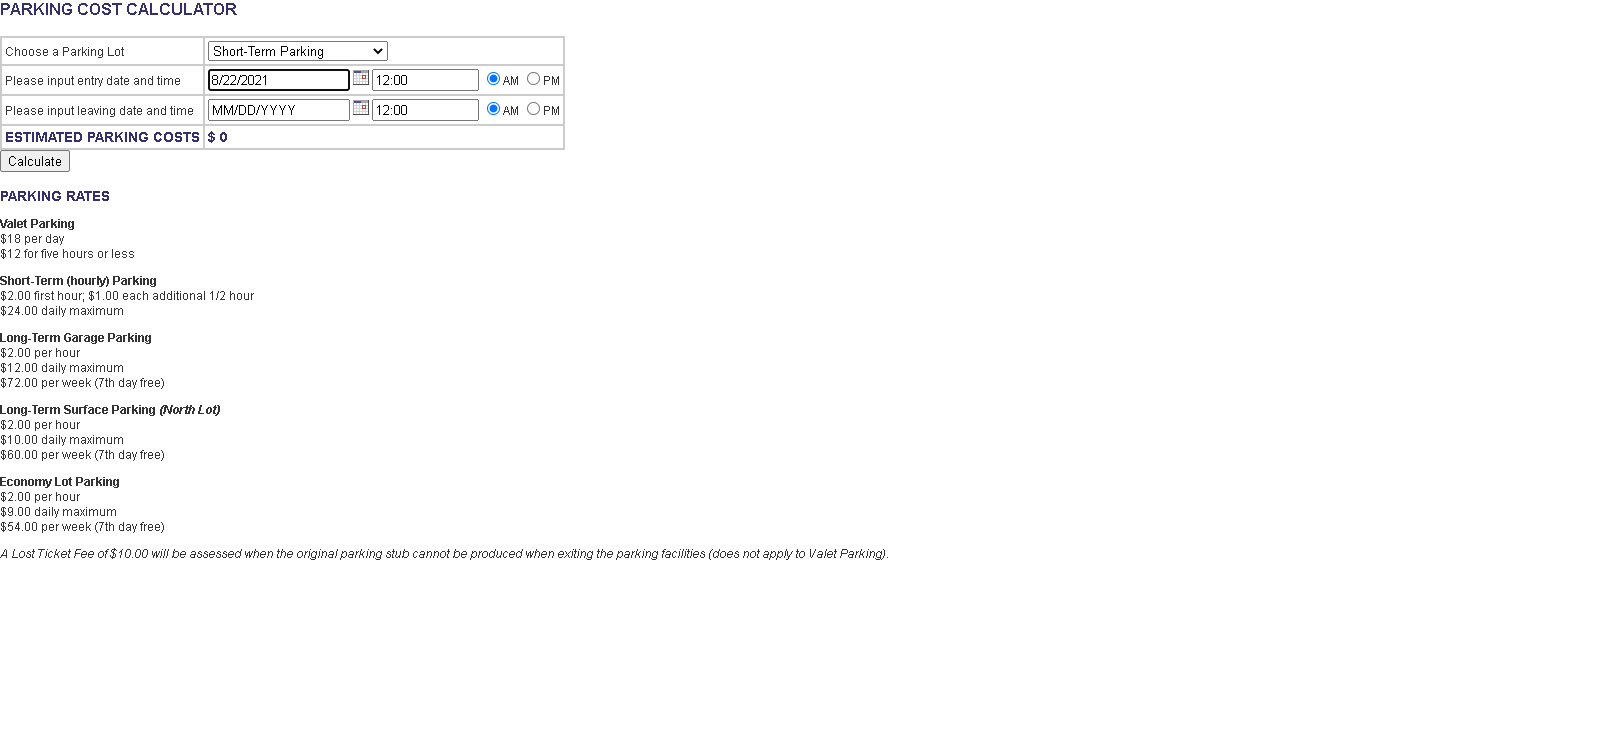 PARKING COST CALCULATOR
Choose a Parking Lot Short-Term Parking
Please input entry date and time 8/22/2021 12:00 AM PM
Please input leaving date and time MM/DD/YYYY 12:00 AM PM
ESTIMATED PARKING COSTS $ 0
Calculate
PARKING RATES
Valet Parking
$18 per day
$12 for five hours or less
Short-Term (hourly) Parking
$2.00 first hour; $1.00 each additional 1/2 hour
$24.00 daily maximum
Long-Term Garage Parking
$2.00 per hour
$12.00 daily maximum
$72.00 per week (7th day free)
Long-Term Surface Parking (North Lot)
$2.00 per hour
$10.00 daily maximum
$60.00 per week (7th day free)
Economy Lot Parking
$2.00 per hour
$9.00 daily maximum
$54.00 per week (7th day free)
A Lost Ticket Fee of $10.00 will be assessed when the original parking stub cannot be produced when exiting the parking facilities (does not apply to Valet Parking).